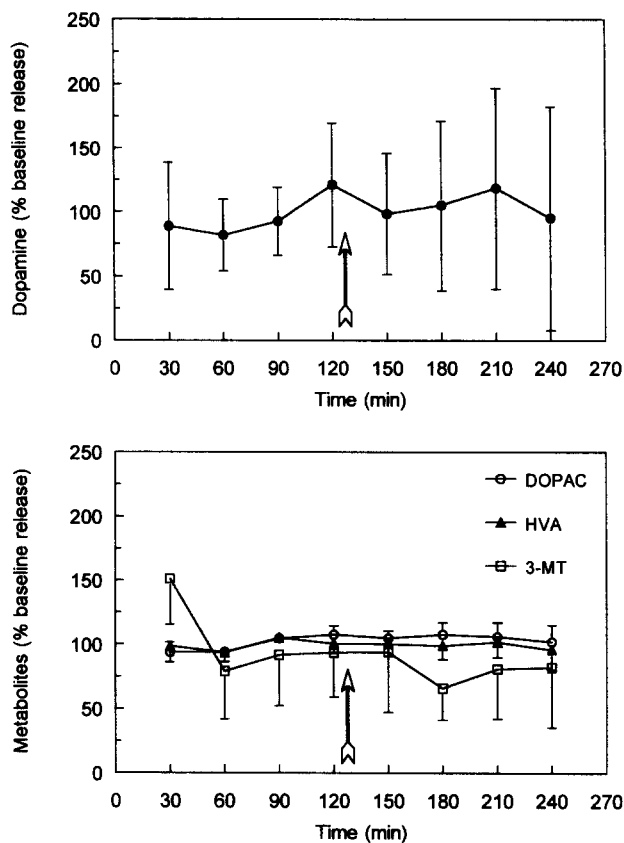 Dopamine (% baseline release)
250
200
150
100
50
0
0 30 60 90 120 150 180 210 240 270
Time (min)
Metabolites (% baseline release)
250
200
150
100
50
0
DOPAC
HVA
3-MT
0 30 60 90 120 150 180 210 240 270
Time (min)